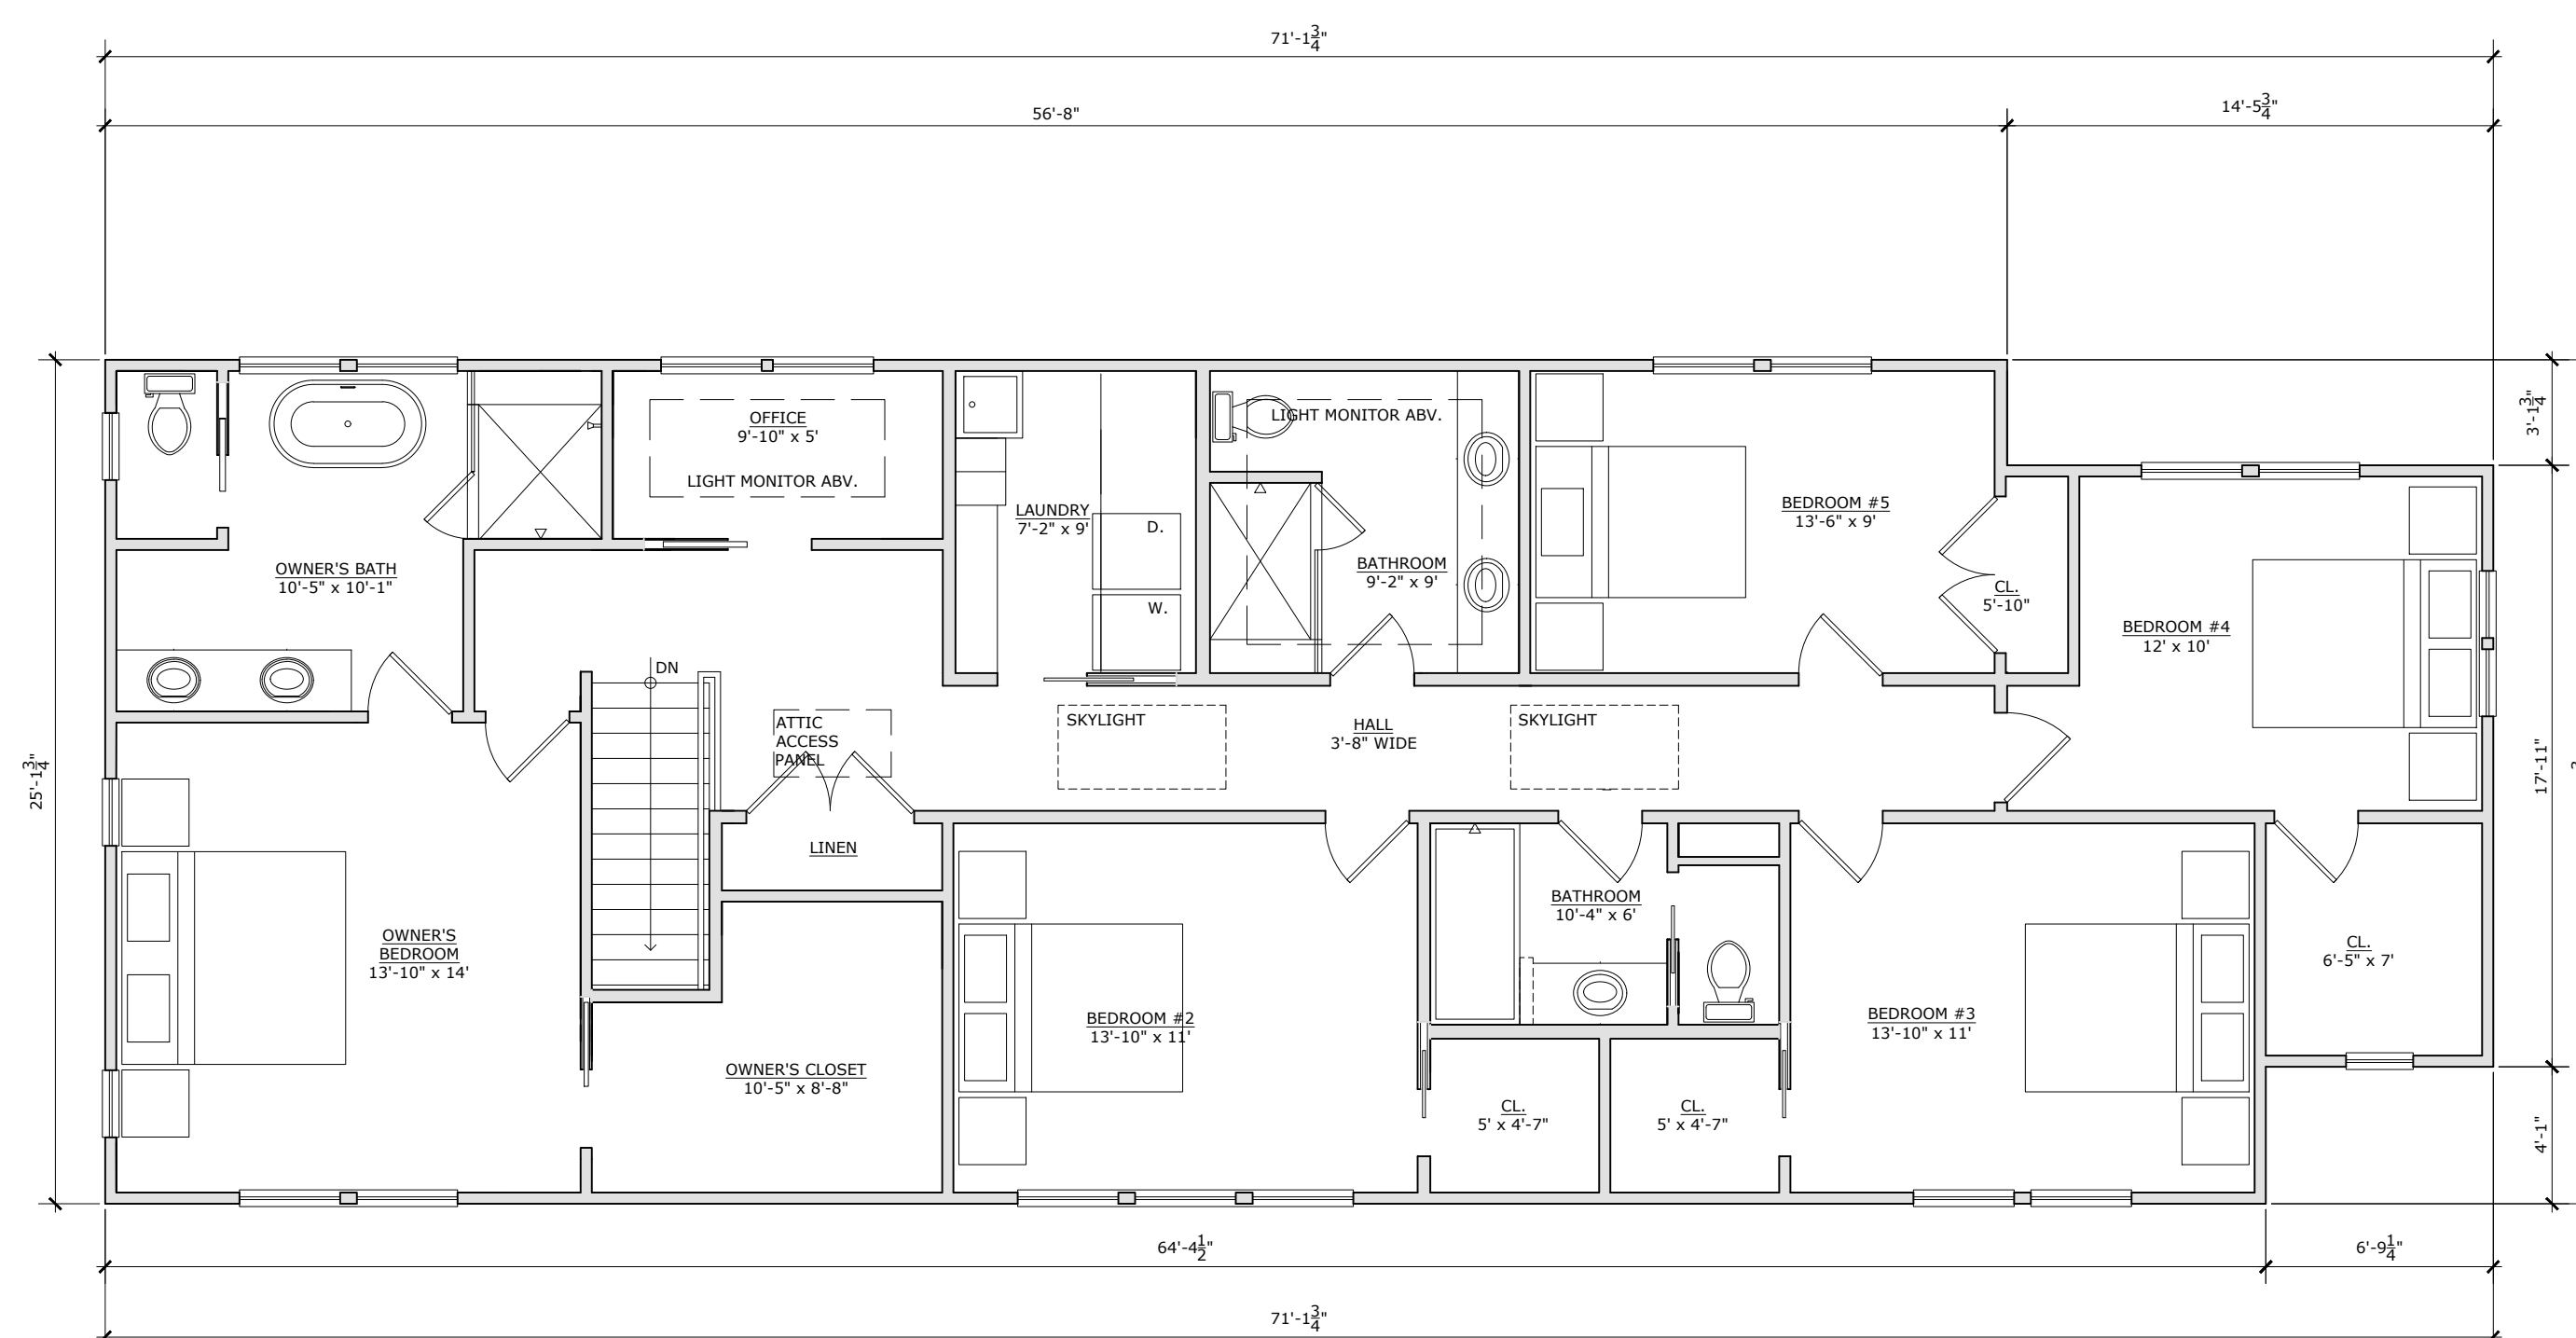 71'-1 3/4"
56'-8"
14'-5 3/4"
3'-1 3/4"
25'-1 3/4"
17'-11"
4'-1"
OFFICE
9'-10" x 5'
LIGHT MONITOR ABV.
LIGHT MONITOR ABV.
LAUNDRY
7'-2" x 9'
D.
W.
BATHROOM
9'-2" x 9'
BEDROOM #5
13'-6" x 9'
CL.
5'-10"
BEDROOM #4
12' x 10'
OWNER'S BATH
10'-5" x 10'-1"
DN
ATTIC
ACCESS
PANEL
SKYLIGHT
HALL
3'-8" WIDE
SKYLIGHT
LINEN
OWNER'S
BEDROOM
13'-10" x 14'
BATHROOM
10'-4" x 6'
CL.
6'-5" x 7'
BEDROOM #2
13'-10" x 11'
BEDROOM #3
13'-10" x 11'
OWNER'S CLOSET
10'-5" x 8'-8"
CL.
5' x 4'-7"
CL.
5' x 4'-7"
64'-4 1/2"
6'-9 1/4"
71'-1 3/4"